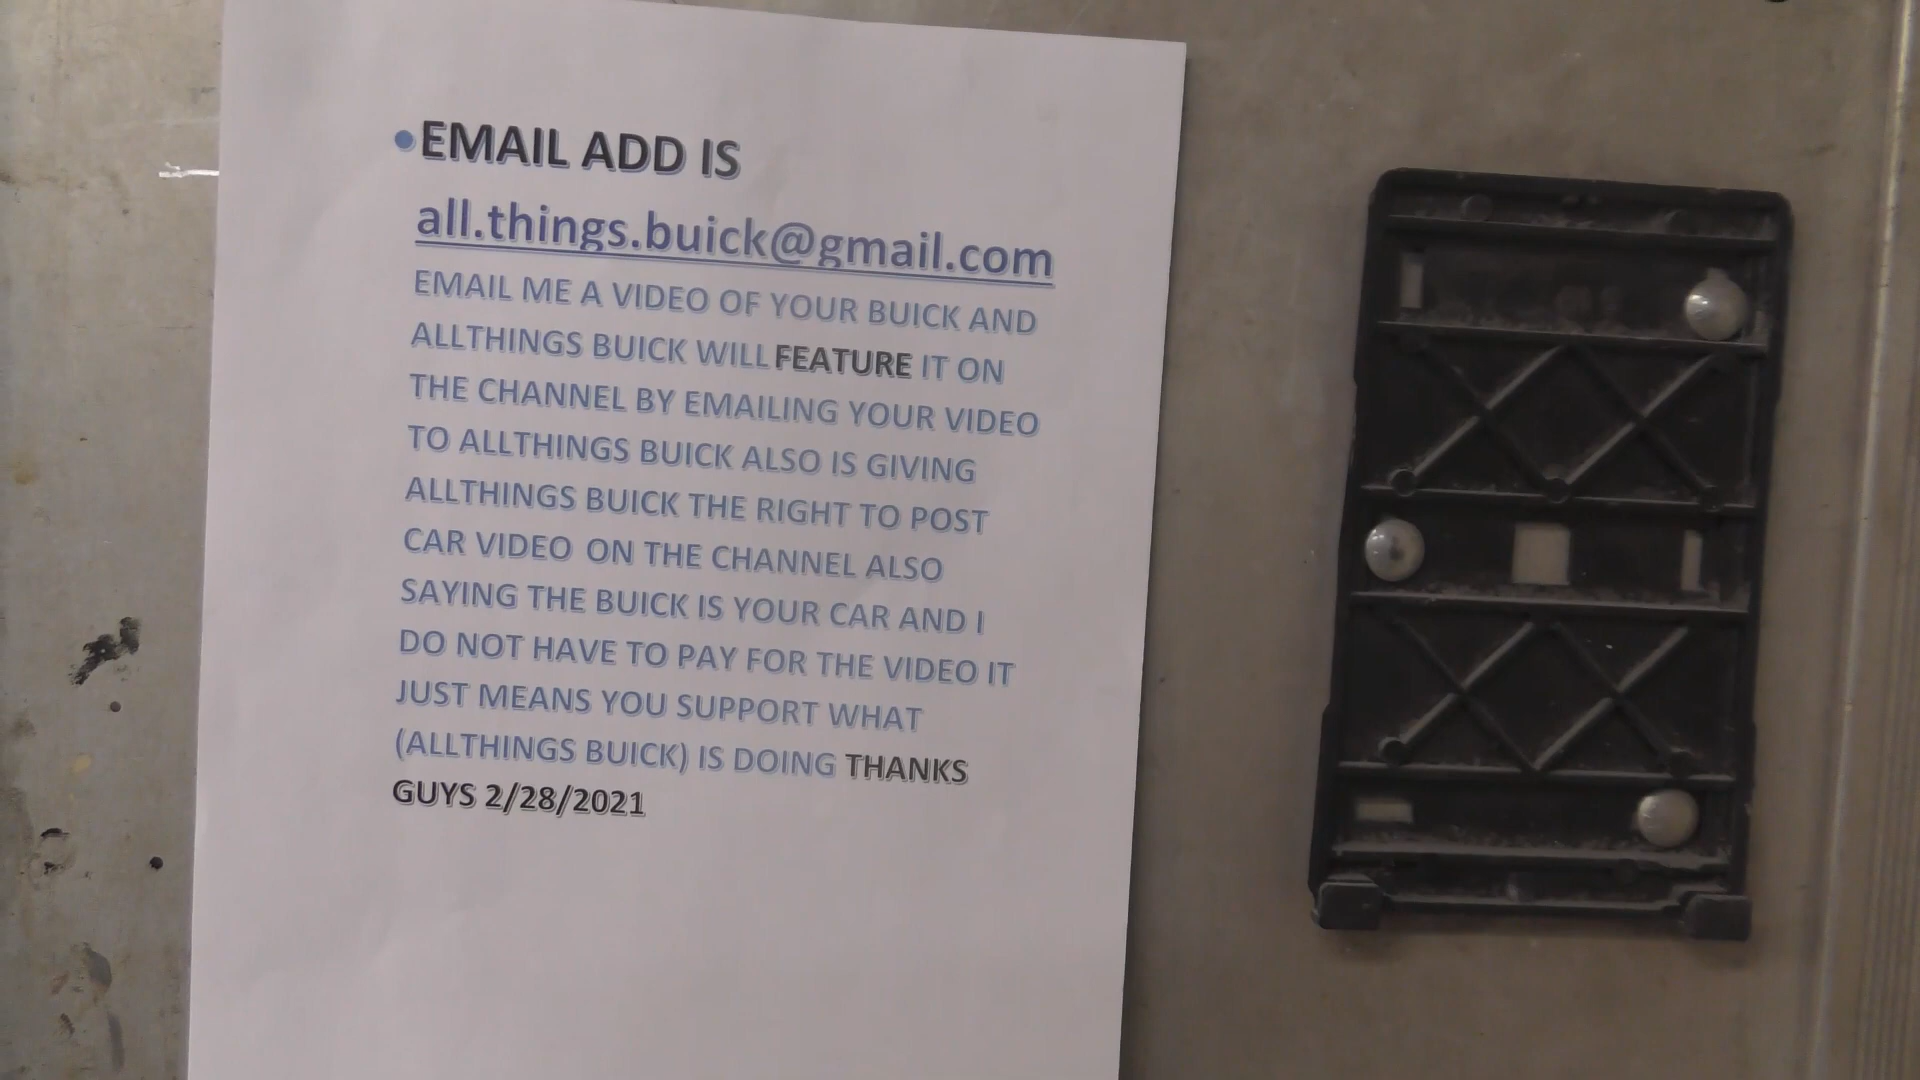 •EMAIL ADD IS
all.things.buick@gmail.com
EMAIL ME A VIDEO OF YOUR BUICK AND
ALLTHINGS BUICK WILL FEATURE IT ON
THE CHANNEL BY EMAILING YOUR VIDEO
TO ALLTHINGS BUICK ALSO IS GIVING
ALLTHINGS BUICK THE RIGHT TO POST
CAR VIDEO ON THE CHANNEL ALSO
SAYING THE BUICK IS YOUR CAR AND I
DO NOT HAVE TO PAY FOR THE VIDEO IT
JUST MEANS YOU SUPPORT WHAT
(ALLTHINGS BUICK) IS DOING THANKS
GUYS 2/28/2021